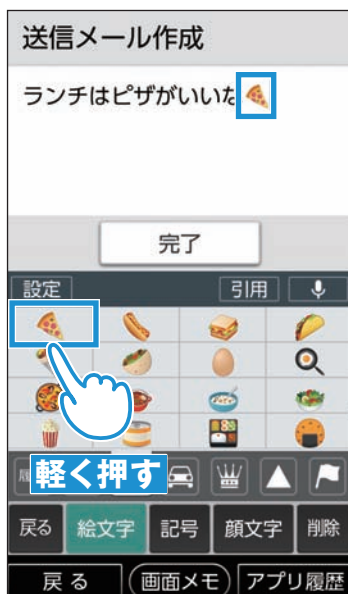 送信メール作成
ランチはピザがいいな
完了
設定 引用
軽く押す
戻る 絵文字 記号 顔文字 削除
戻る 画面メモ アプリ履歴